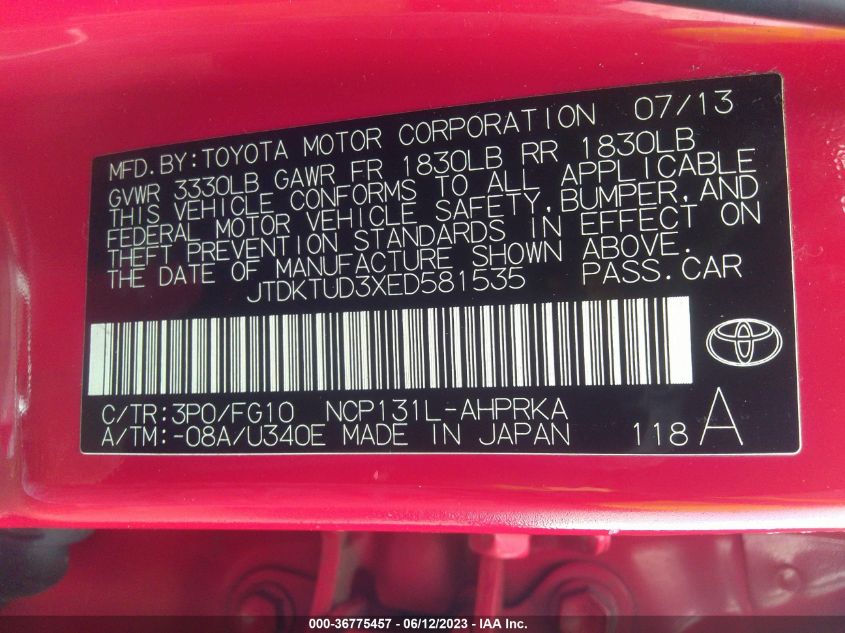 MFD.BY:TOYOTA MOTOR CORPORATION 07/13
GVWR 3330LB GAWR FR 1830LB RR 1830LB
THIS VEHICLE CONFORMS TO ALL APPLICABLE
FEDERAL MOTOR VEHICLE SAFETY,BUMPER,AND
THEFT PREVENTION STANDARDS IN EFFECT ON
THE DATE OF MANUFACTURE SHOWN ABOVE.
JTDKTUD3XED581535 PASS.CAR
C/TR:3P0/FG10 NCP131L-AHPRKA
A/TM:-08A/U340E MADE IN JAPAN 118 A
000-36775457 - 06/12/2023 - IAA Inc.